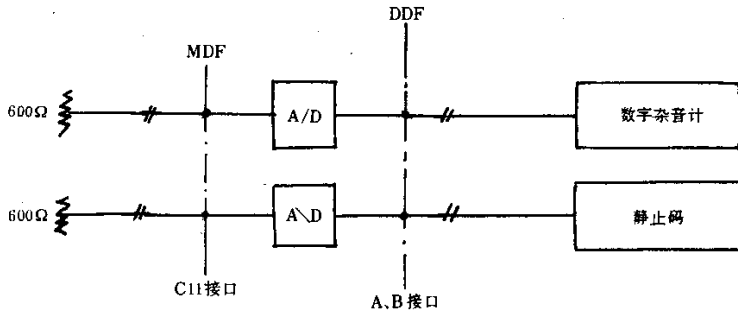 DDF
MDF
600Ω
A/D
数字杂音计
600Ω
A\D
静止码
C11接口
A、B接口